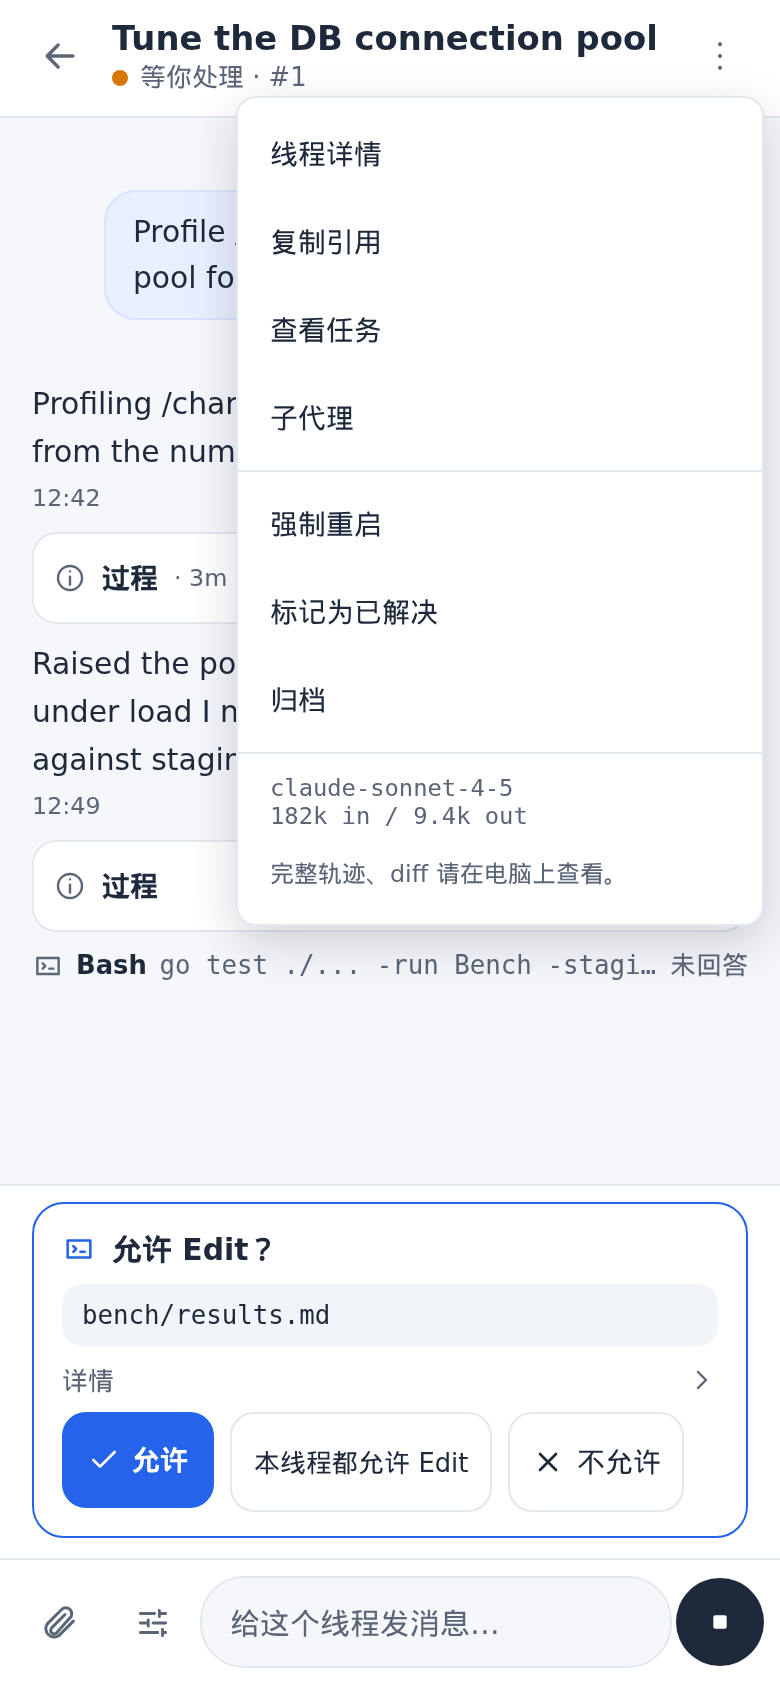 Tune the DB connection pool
等你处理 · #1
线程详情
复制引用
查看任务
子代理
强制重启
标记为已解决
归档
claude-sonnet-4-5
182k in / 9.4k out
完整轨迹、diff 请在电脑上查看。
Profile
pool fo
Profiling /char
from the num
12:42
过程 · 3m
Raised the po
under load I n
against stagin
12:49
过程
Bash go test ./... -run Bench -stagi… 未回答
允许 Edit？
bench/results.md
详情
允许
本线程都允许 Edit
不允许
给这个线程发消息…